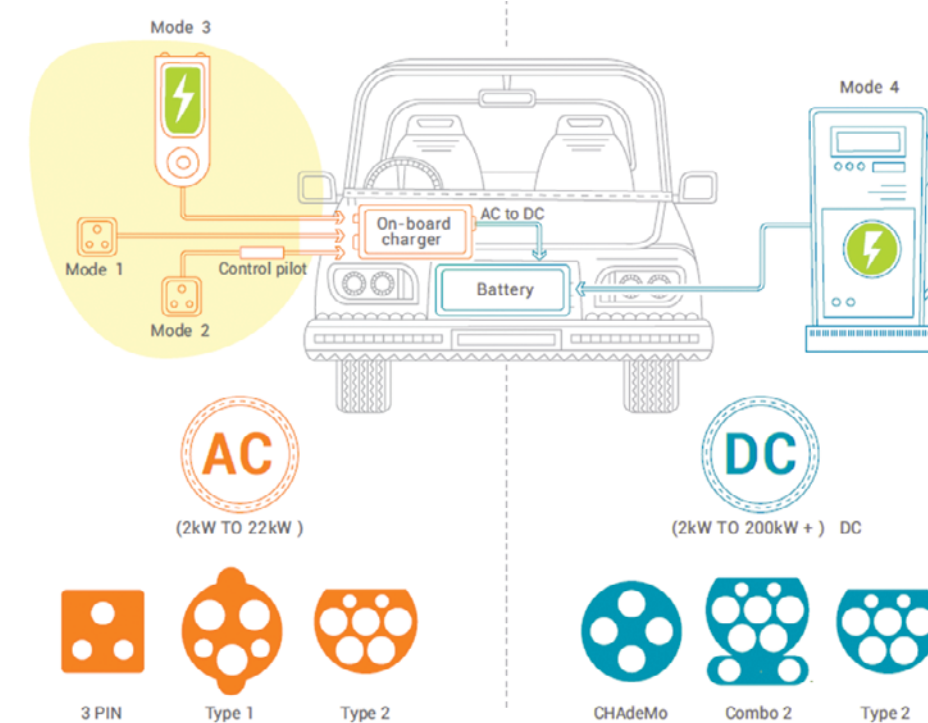 Mode 3
Mode 4
On-board
charger
AC to DC
Mode 1
Control pilot
Battery
Mode 2
AC
DC
(2kW TO 22kW )
(2kW TO 200kW + ) DC
3 PIN
Type 1
Type 2
CHAdeMo
Combo 2
Type 2